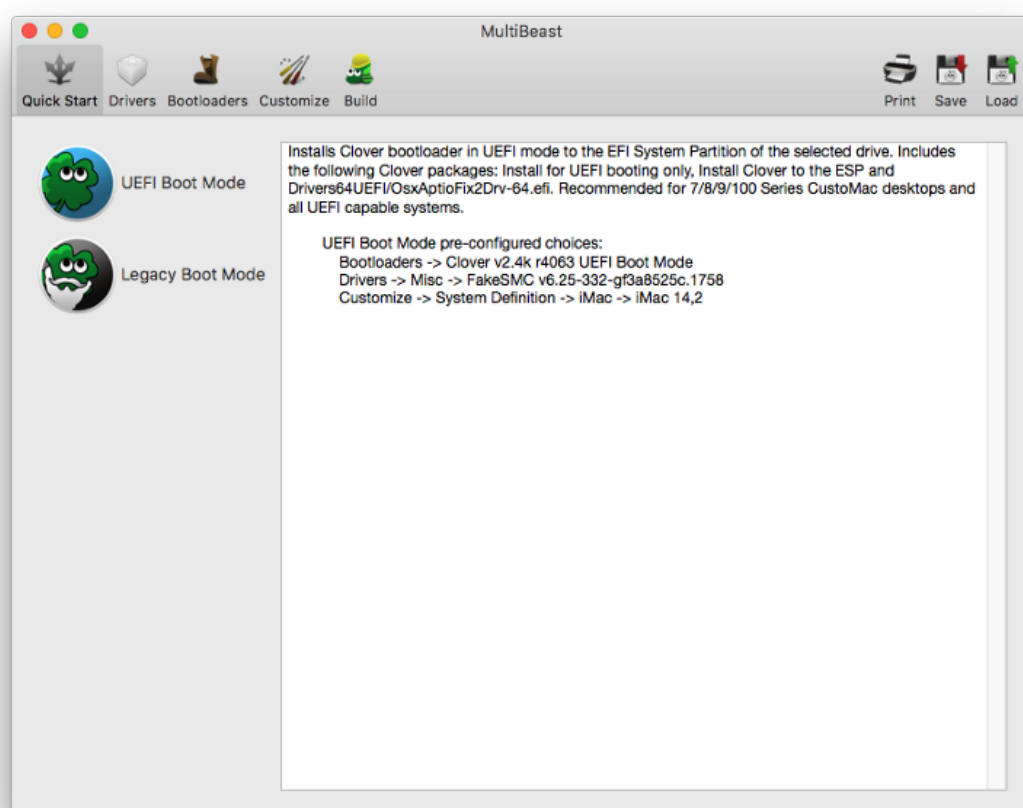 MultiBeast
Quick Start Drivers Bootloaders Customize Build Print Save Load
UEFI Boot Mode
Legacy Boot Mode
Installs Clover bootloader in UEFI mode to the EFI System Partition of the selected drive. Includes
the following Clover packages: Install for UEFI booting only, Install Clover to the ESP and
Drivers64UEFI/OsxAptioFix2Drv-64.efi. Recommended for 7/8/9/100 Series CustoMac desktops and
all UEFI capable systems.
UEFI Boot Mode pre-configured choices:
Bootloaders -> Clover v2.4k r4063 UEFI Boot Mode
Drivers -> Misc -> FakeSMC v6.25-332-gf3a8525c.1758
Customize -> System Definition -> iMac -> iMac 14,2